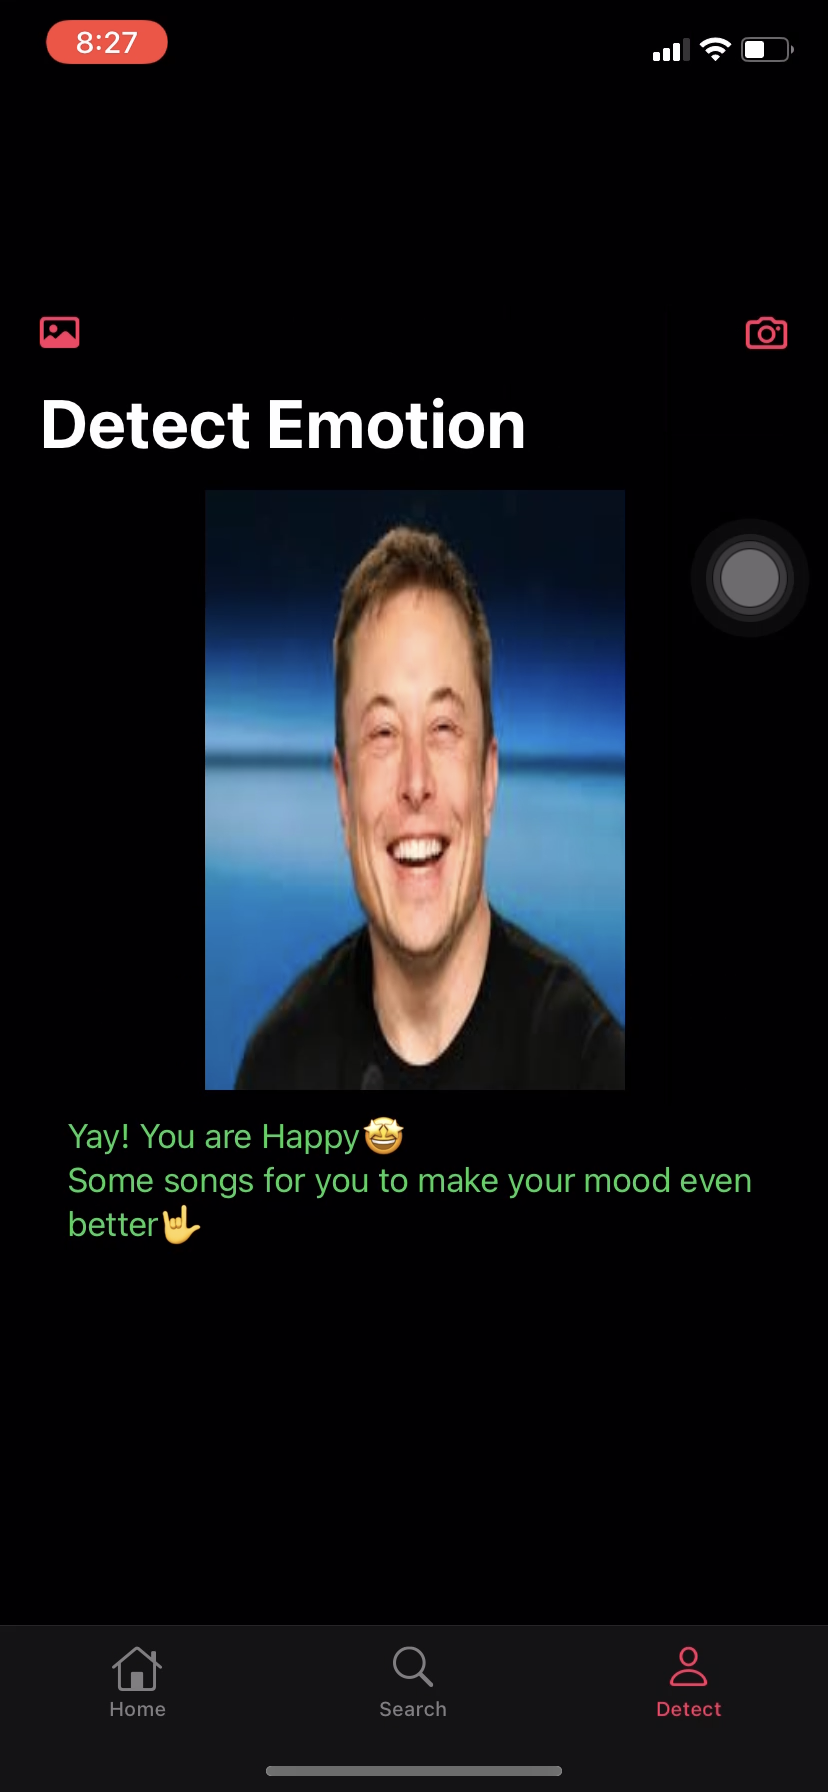 8:27
Detect Emotion
Yay! You are Happy🤩
Some songs for you to make your mood even
better🤟
Home
Search
Detect